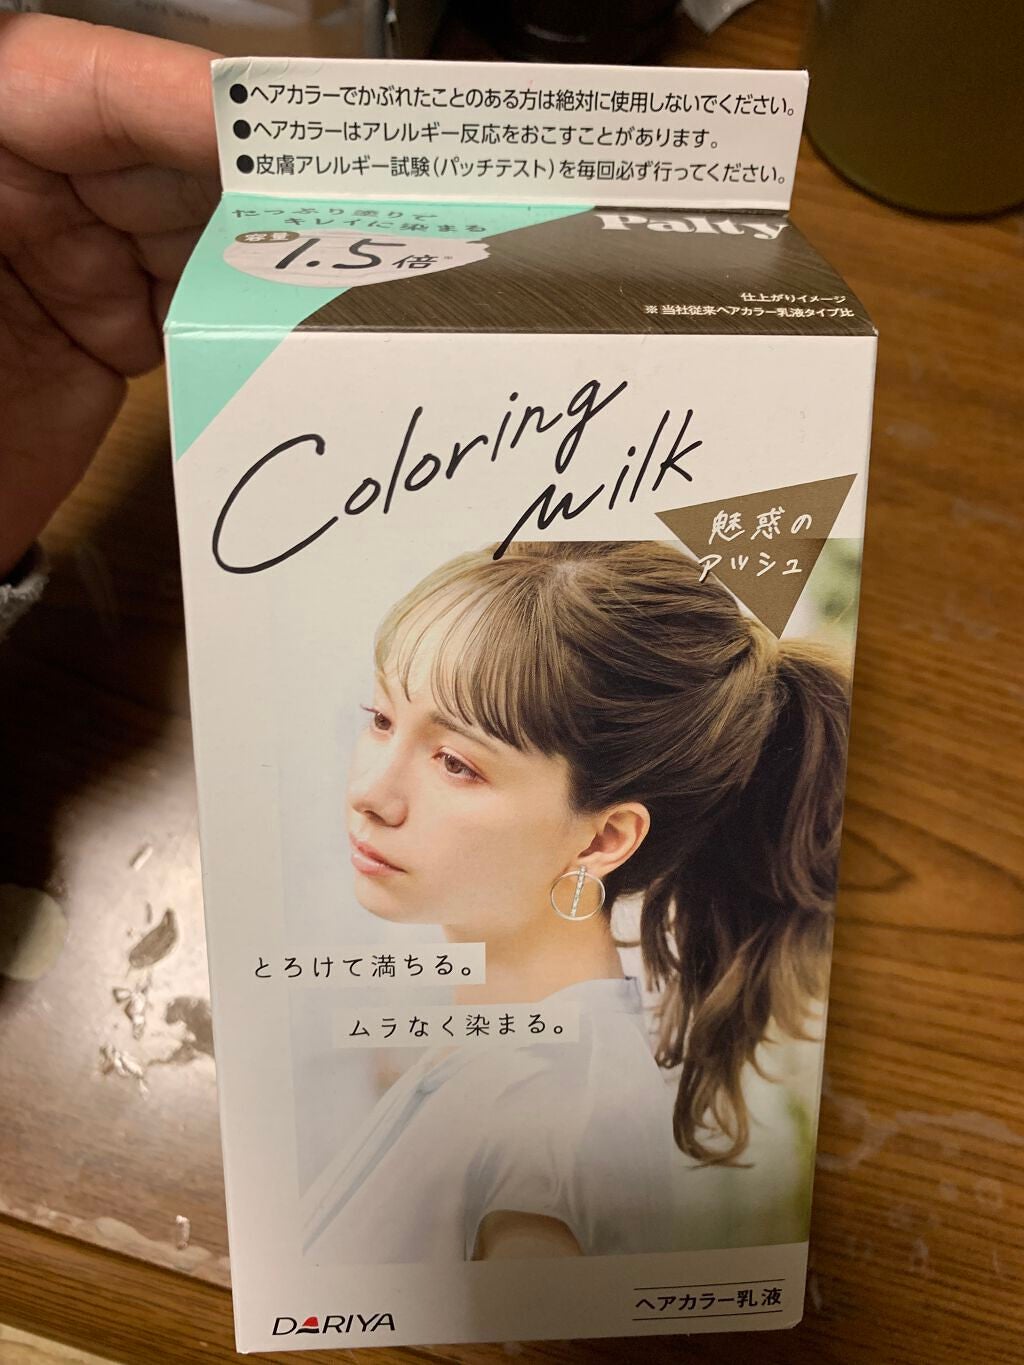 ●ヘアカラーでかぶれたことのある方は絶対に使用しないでください。
●ヘアカラーはアレルギー反応をおこすことがあります。
●皮膚アレルギー試験(パッチテスト)を毎回必ず行ってください。
たっぷり塗りて
キレイに染まる
容量
1.5倍※
Palty
仕上がりイメージ
※当社従来ヘアカラー乳液タイプ比
Coloring
milk
魅惑の
アッシュ
とろけて満ちる。
ムラなく染まる。
DARIYA
ヘアカラー乳液